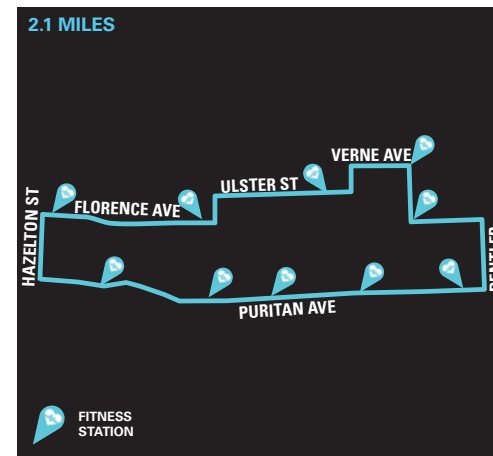 2.1 MILES
VERNE AVE
ULSTER ST
FLORENCE AVE
HAZELTON ST
PURITAN AVE
FITNESS
STATION